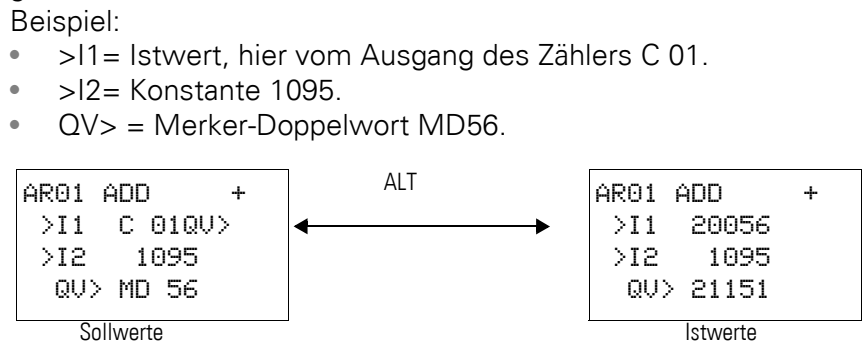 Beispiel:
• >I1= Istwert, hier vom Ausgang des Zählers C 01.
• >I2= Konstante 1095.
• QV> = Merker-Doppelwort MD56.
ALT
AR01 ADD +
>I1 C 01QV>
>I2 1095
QV> MD 56
Sollwerte
AR01 ADD +
>I1 20056
>I2 1095
QV> 21151
Istwerte